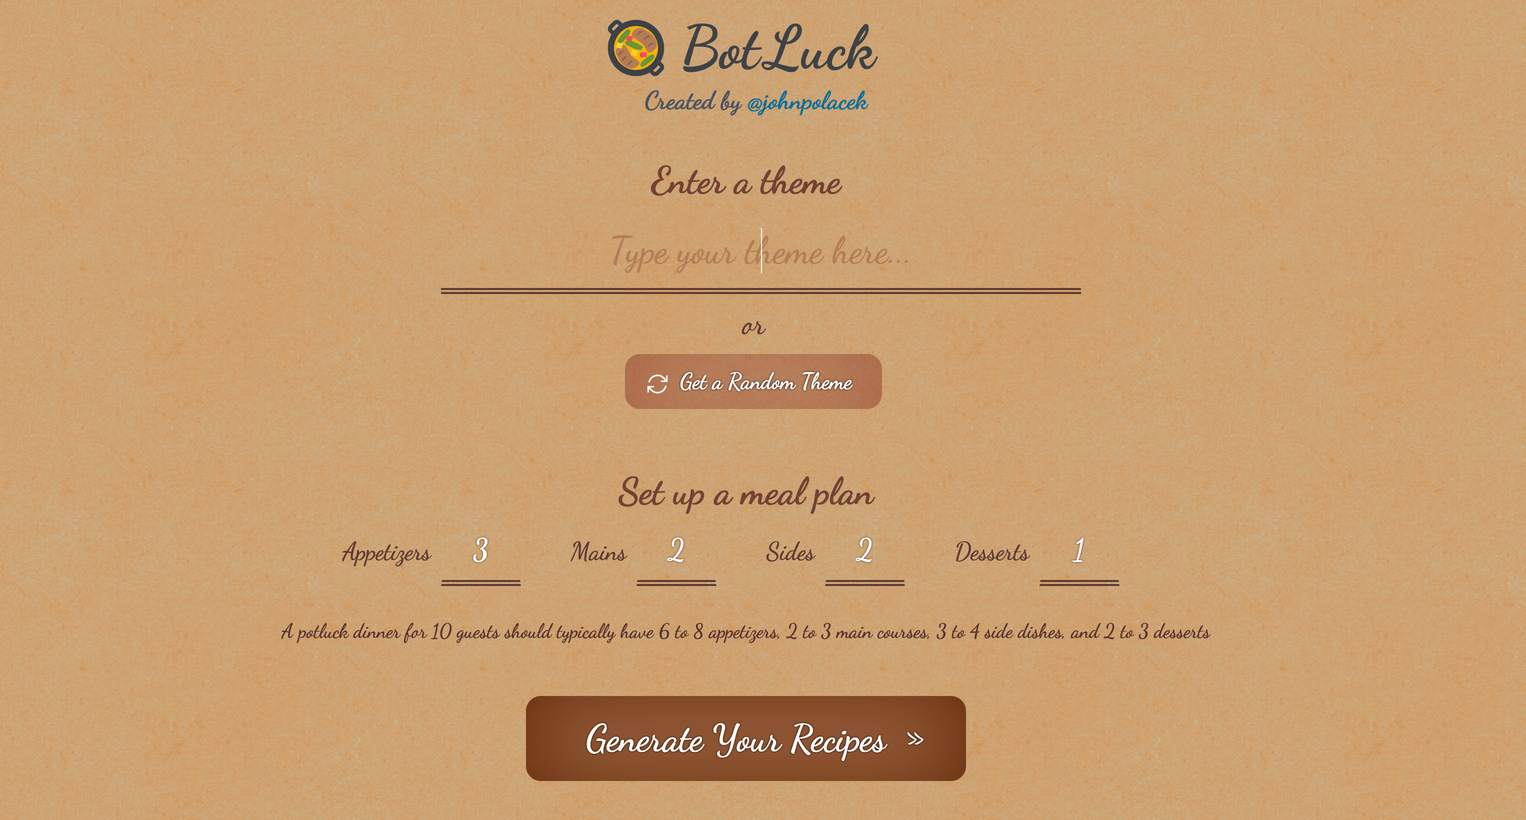 BotLuck
Created by @johnpolacek
Enter a theme
Type your theme here...
or
Get a Random Theme
Set up a meal plan
Appetizers 3 Mains 2 Sides 2 Desserts 1
A potluck dinner for 10 guests should typically have 6 to 8 appetizers, 2 to 3 main courses, 3 to 4 side dishes, and 2 to 3 desserts
Generate Your Recipes »